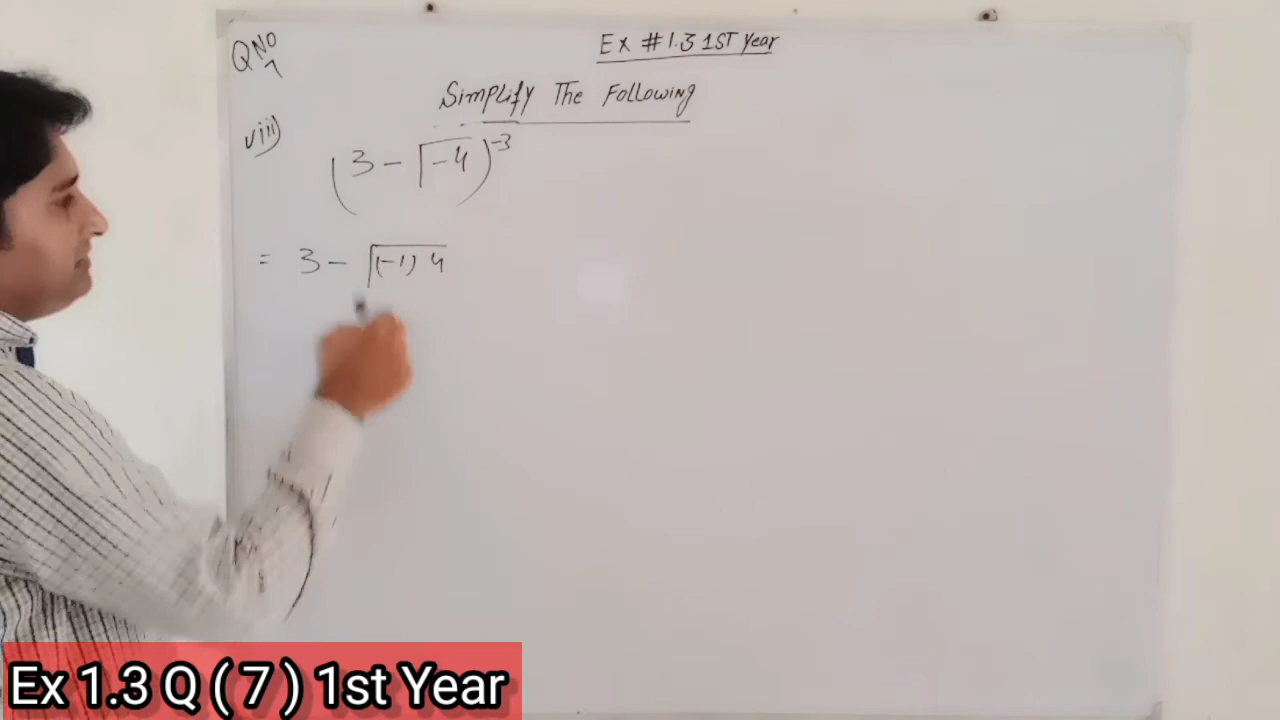 Q NO 7
Ex # 1.3 1ST Year
Simplify The Following
viii)
(3 - √-4)⁻³
= 3 - √(-1) 4
Ex 1.3 Q ( 7 ) 1st Year